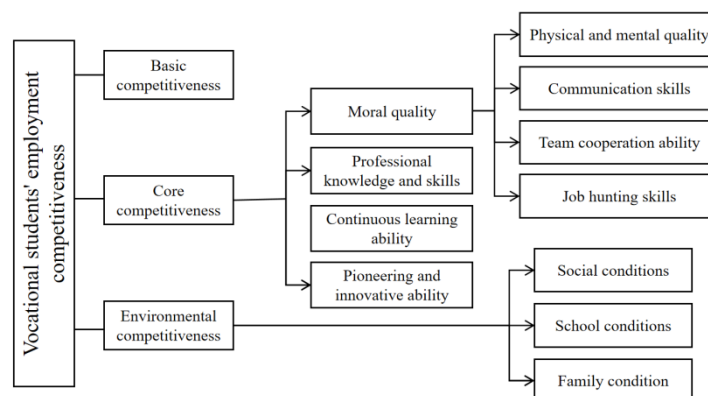 Vocational students' employment
competitiveness
Basic
competitiveness
Core
competitiveness
Environmental
competitiveness
Moral quality
Professional
knowledge and skills
Continuous learning
ability
Pioneering and
innovative ability
Physical and mental quality
Communication skills
Team cooperation ability
Job hunting skills
Social conditions
School conditions
Family condition